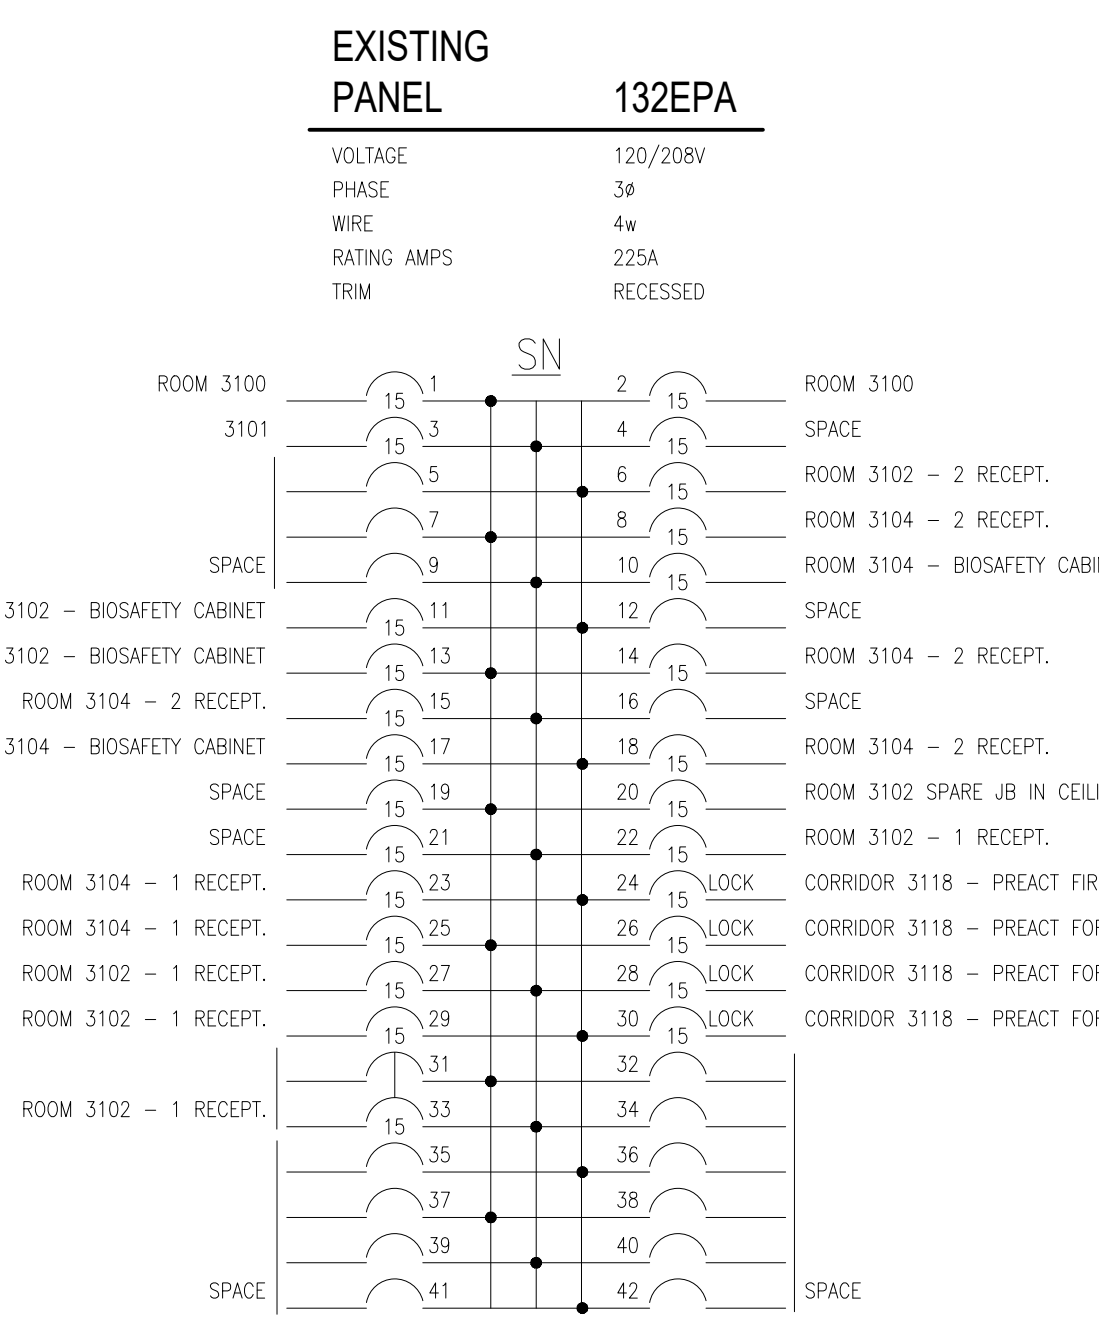 EXISTING
PANEL 132EPA
VOLTAGE 120/208V
PHASE 3ø
WIRE 4w
RATING AMPS 225A
TRIM RECESSED
SN
ROOM 3100 15 1 2 15 ROOM 3100
3101 15 3 4 15 SPACE
5 6 15 ROOM 3102 – 2 RECEPT.
7 8 15 ROOM 3104 – 2 RECEPT.
SPACE 9 10 15 ROOM 3104 – BIOSAFETY
3102 – BIOSAFETY CABINET 15 11 12 SPACE
3102 – BIOSAFETY CABINET 15 13 14 15 ROOM 3104 – 2 RECEPT.
ROOM 3104 – 2 RECEPT. 15 15 16 SPACE
3104 – BIOSAFETY CABINET 15 17 18 15 ROOM 3104 – 2 RECEPT.
SPACE 15 19 20 15 ROOM 3102 SPARE JB IN
SPACE 15 21 22 15 ROOM 3102 – 1 RECEPT.
ROOM 3104 – 1 RECEPT. 15 23 24 15 LOCK CORRIDOR 3118 – PREACT
ROOM 3104 – 1 RECEPT. 15 25 26 15 LOCK CORRIDOR 3118 – PREACT
ROOM 3102 – 1 RECEPT. 15 27 28 15 LOCK CORRIDOR 3118 – PREACT
ROOM 3102 – 1 RECEPT. 15 29 30 15 LOCK CORRIDOR 3118 – PREACT
31 32
ROOM 3102 – 1 RECEPT. 15 33 34
35 36
37 38
39 40
SPACE 41 42 SPACE